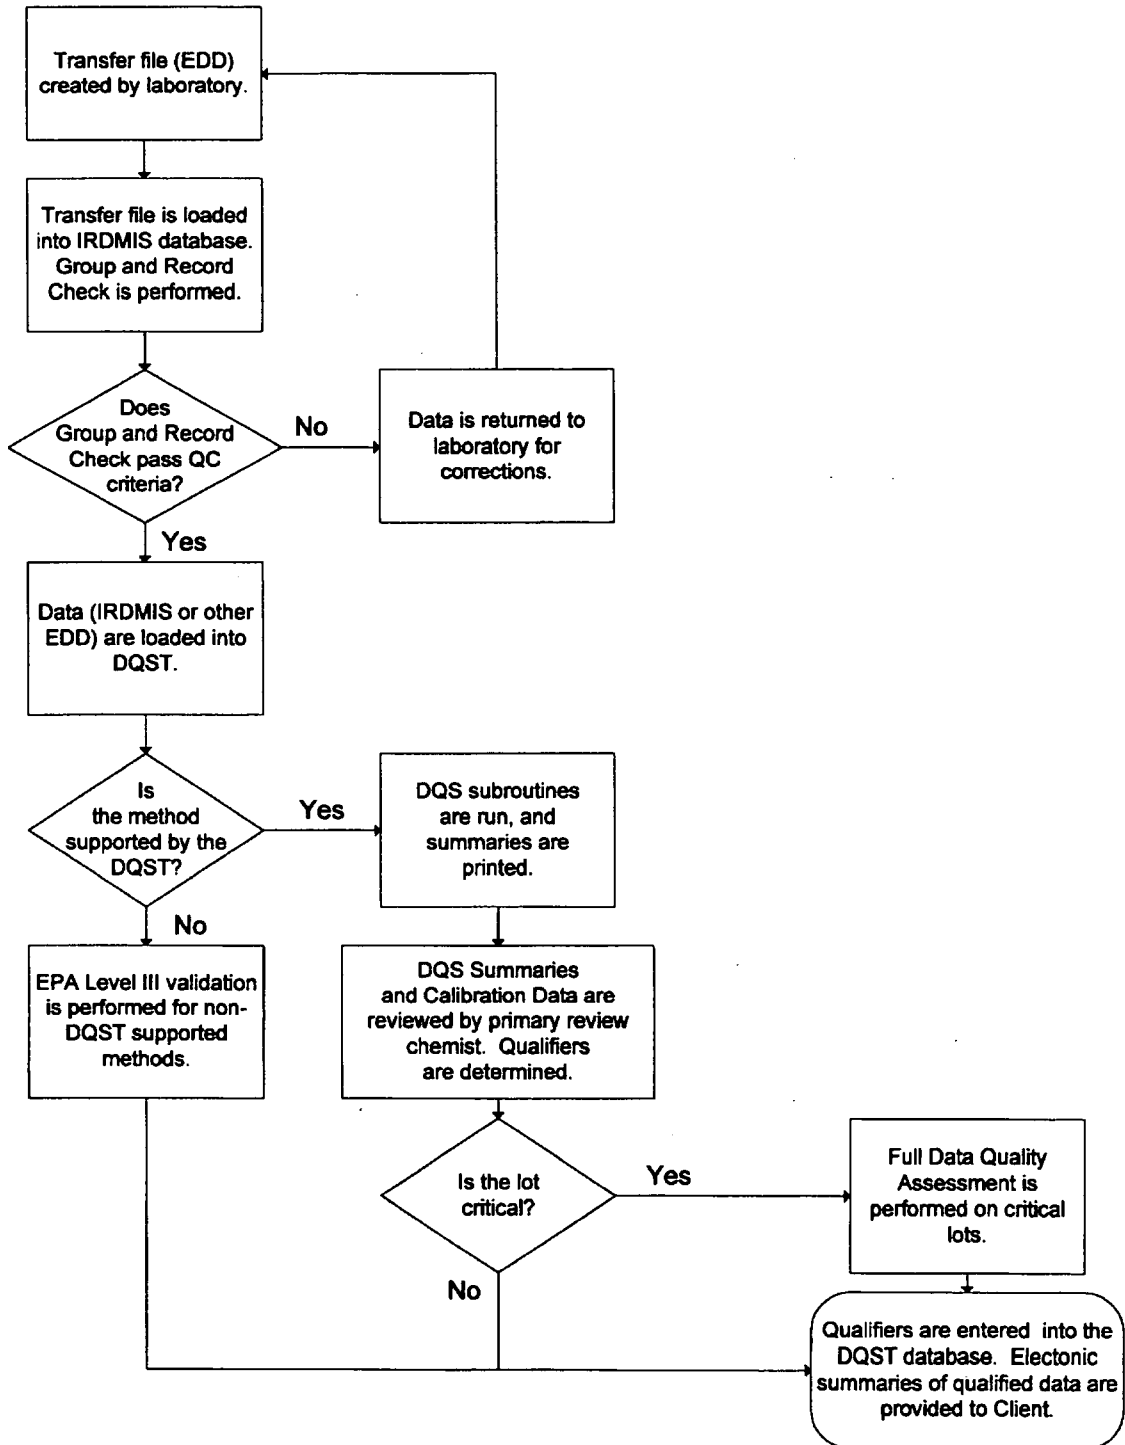 Transfer file (EDD)
created by laboratory.
Transfer file is loaded
into IRDMIS database.
Group and Record
Check is performed.
Does
Group and Record
Check pass QC
criteria?
No
Data is returned to
laboratory for
corrections.
Yes
Data (IRDMIS or other
EDD) are loaded into
DQST.
Is
the method
supported by the
DQST?
Yes
DQS subroutines
are run, and
summaries are
printed.
No
EPA Level III validation
is performed for non-
DQST supported
methods.
DQS Summaries
and Calibration Data are
reviewed by primary review
chemist. Qualifiers
are determined.
Is the lot
critical?
Yes
Full Data Quality
Assessment is
performed on critical
lots.
No
Qualifiers are entered into the
DQST database. Electonic
summaries of qualified data are
provided to Client.